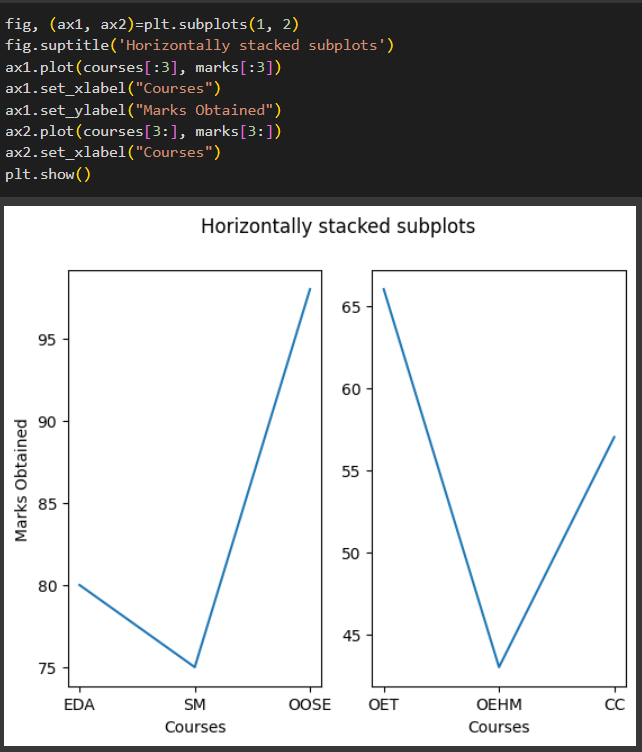 fig, (ax1, ax2)=plt.subplots(1, 2)
fig.suptitle('Horizontally stacked subplots')
ax1.plot(courses[:3], marks[:3])
ax1.set_xlabel("Courses")
ax1.set_ylabel("Marks Obtained")
ax2.plot(courses[3:], marks[3:])
ax2.set_xlabel("Courses")
plt.show()
Horizontally stacked subplots
95
90
85
80
75
Marks Obtained
EDA SM OOSE
Courses
65
60
55
50
45
OET OEHM CC
Courses